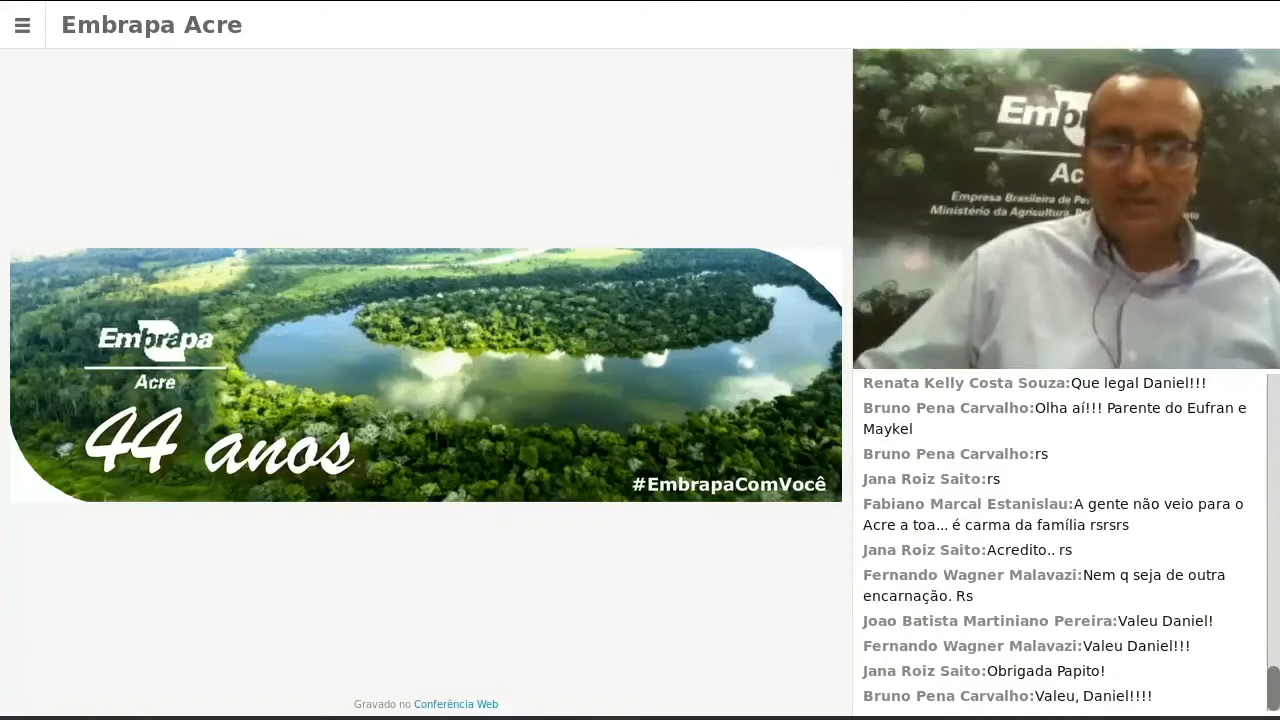 Embrapa Acre
Embrapa
Acre
44 anos
#EmbrapaComVocê
Gravado no Conferência Web
Acre
Empresa Brasileira de
Ministério da Agricultura,
Renata Kelly Costa Souza:Que legal Daniel!!!
Bruno Pena Carvalho:Olha aí!!! Parente do Eufran e
Maykel
Bruno Pena Carvalho:rs
Jana Roiz Saito:rs
Fabiano Marcal Estanislau:A gente não veio para o
Acre a toa... é carma da família rsrsrs
Jana Roiz Saito:Acredito.. rs
Fernando Wagner Malavazi:Nem q seja de outra
encarnação. Rs
Joao Batista Martiniano Pereira:Valeu Daniel!
Fernando Wagner Malavazi:Valeu Daniel!!!
Jana Roiz Saito:Obrigada Papito!
Bruno Pena Carvalho:Valeu, Daniel!!!!